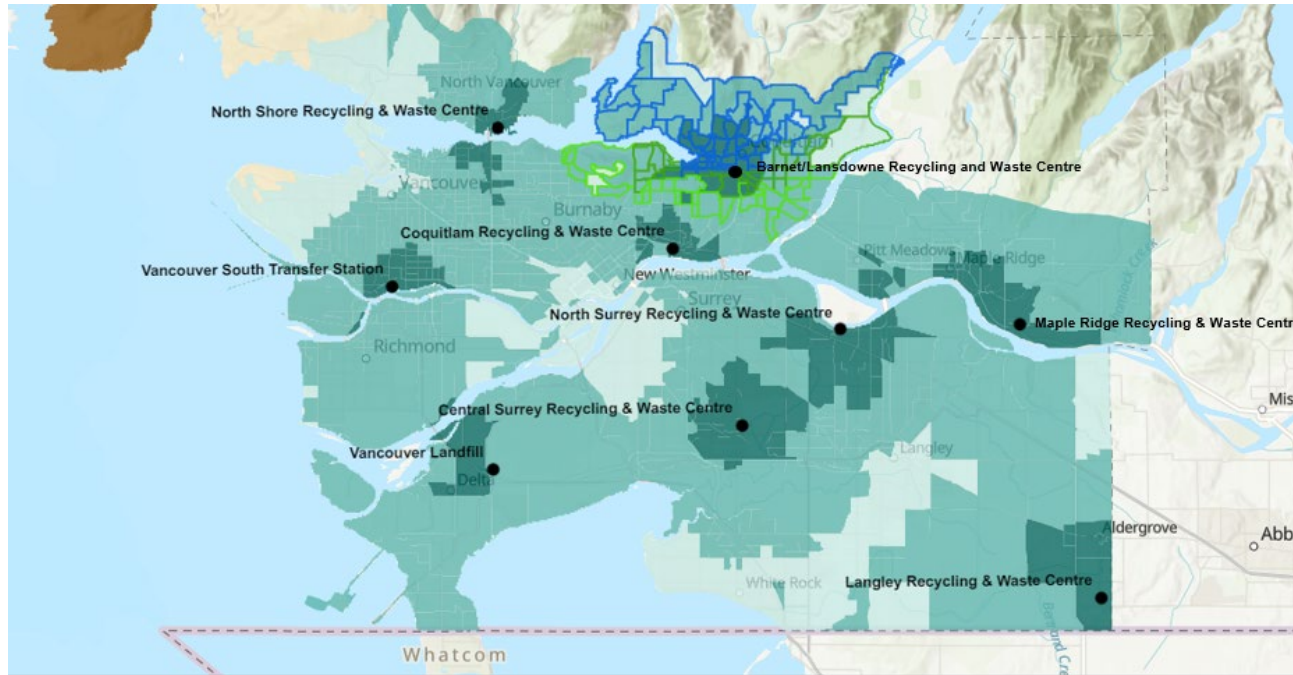 North Vancouver
North Shore Recycling & Waste Centre
Barnet/Lansdowne Recycling and Waste Centre
Vancouver
Burnaby
Coquitlam Recycling & Waste Centre
Pitt Meadows
Maple Ridge
Vancouver South Transfer Station
New Westminster
Surrey
North Surrey Recycling & Waste Centre
Maple Ridge Recycling & Waste Centr
Richmond
Mis
Central Surrey Recycling & Waste Centre
Vancouver Landfill
Langley
Delta
Aldergrove
Abb
White Rock
Langley Recycling & Waste Centre
Whatcom